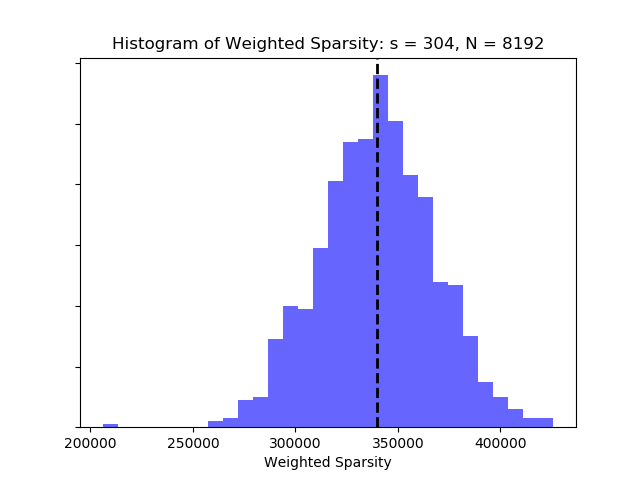 Histogram of Weighted Sparsity: s = 304, N = 8192
200000 250000 300000 350000 400000
Weighted Sparsity